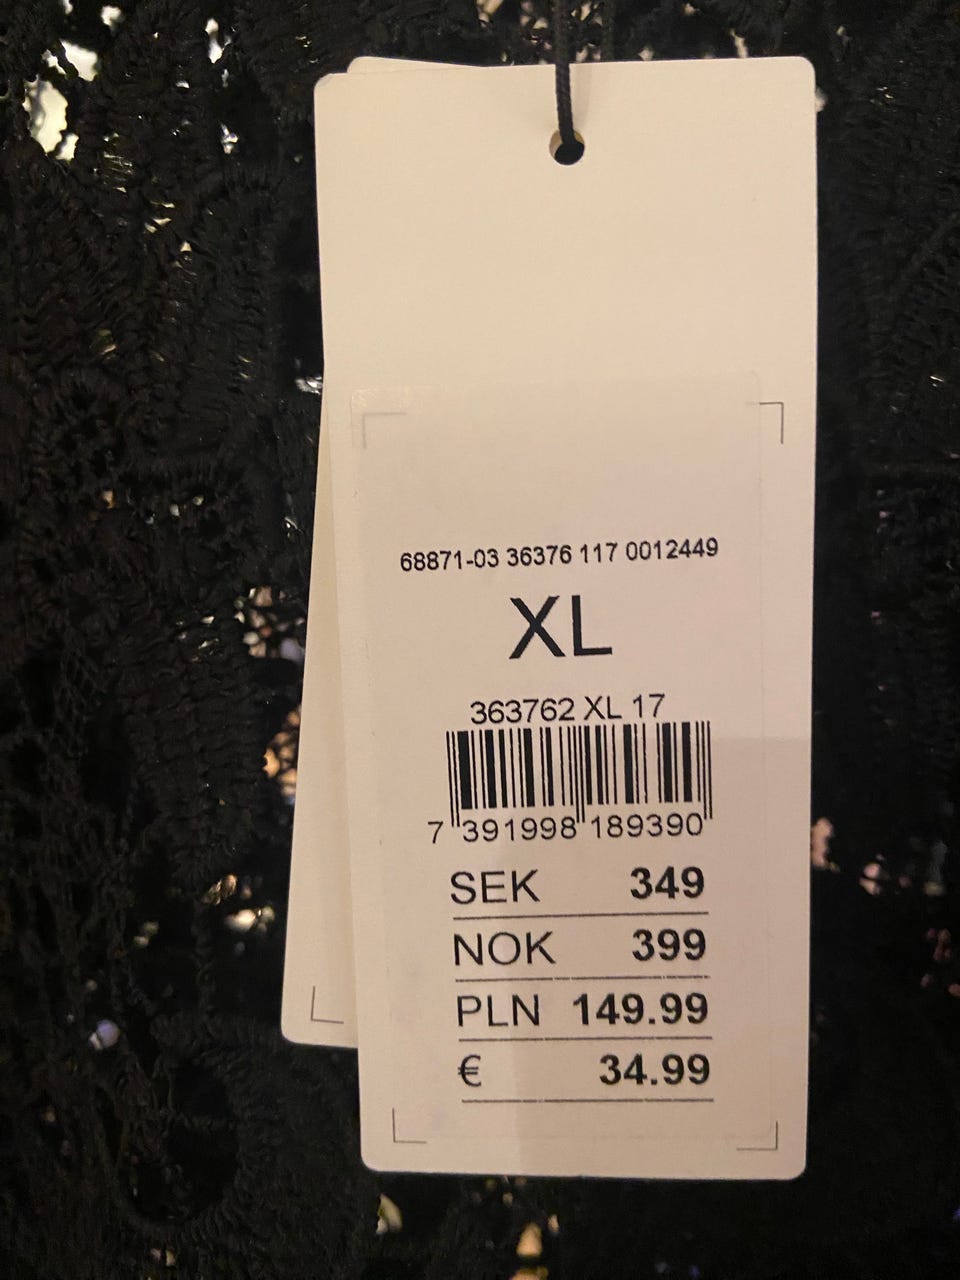 68871-03 36376 117 0012449
XL
363762 XL 17
7 391998 189390
SEK 349
NOK 399
PLN 149.99
€ 34.99